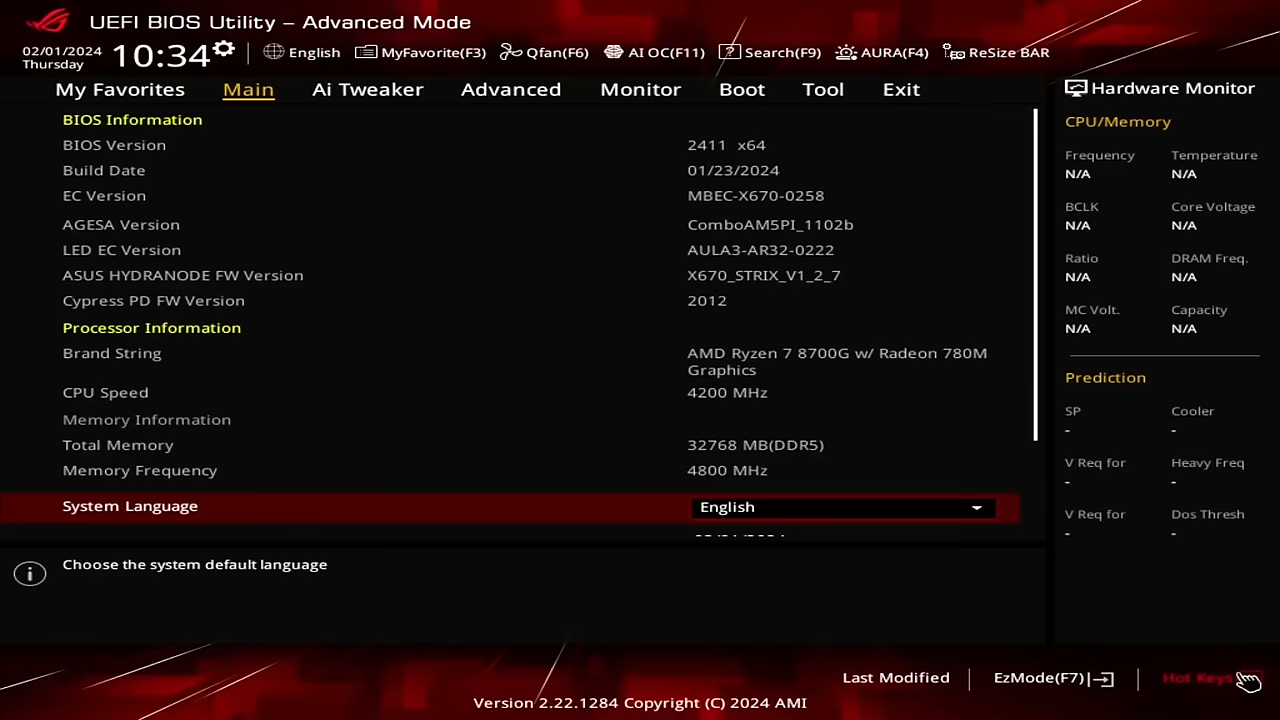 UEFI BIOS Utility – Advanced Mode
02/01/2024
Thursday
10:34
English
MyFavorite(F3)
Qfan(F6)
AI OC(F11)
Search(F9)
AURA(F4)
ReSize BAR
My Favorites
Main
Ai Tweaker
Advanced
Monitor
Boot
Tool
Exit
BIOS Information
BIOS Version 2411 x64
Build Date 01/23/2024
EC Version MBEC-X670-0258
AGESA Version ComboAM5PI_1102b
LED EC Version AULA3-AR32-0222
ASUS HYDRANODE FW Version X670_STRIX_V1_2_7
Cypress PD FW Version 2012
Processor Information
Brand String AMD Ryzen 7 8700G w/ Radeon 780M
Graphics
CPU Speed 4200 MHz
Memory Information
Total Memory 32768 MB(DDR5)
Memory Frequency 4800 MHz
System Language English
Choose the system default language
Hardware Monitor
CPU/Memory
Frequency Temperature
N/A N/A
BCLK Core Voltage
N/A N/A
Ratio DRAM Freq.
N/A N/A
MC Volt. Capacity
N/A N/A
Prediction
SP Cooler
- -
V Req for Heavy Freq
- -
V Req for Dos Thresh
- -
Last Modified
EzMode(F7)
Hot Keys
Version 2.22.1284 Copyright (C) 2024 AMI